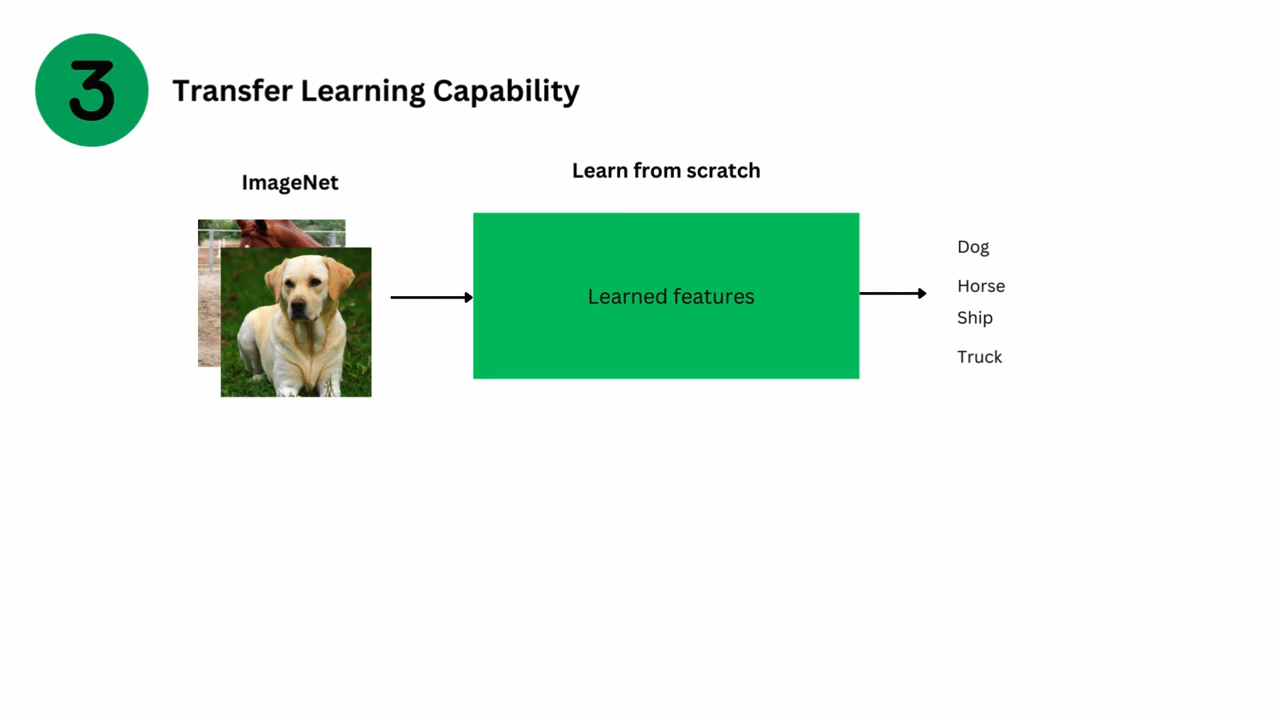 3
Transfer Learning Capability
ImageNet
Learn from scratch
Learned features
Dog
Horse
Ship
Truck